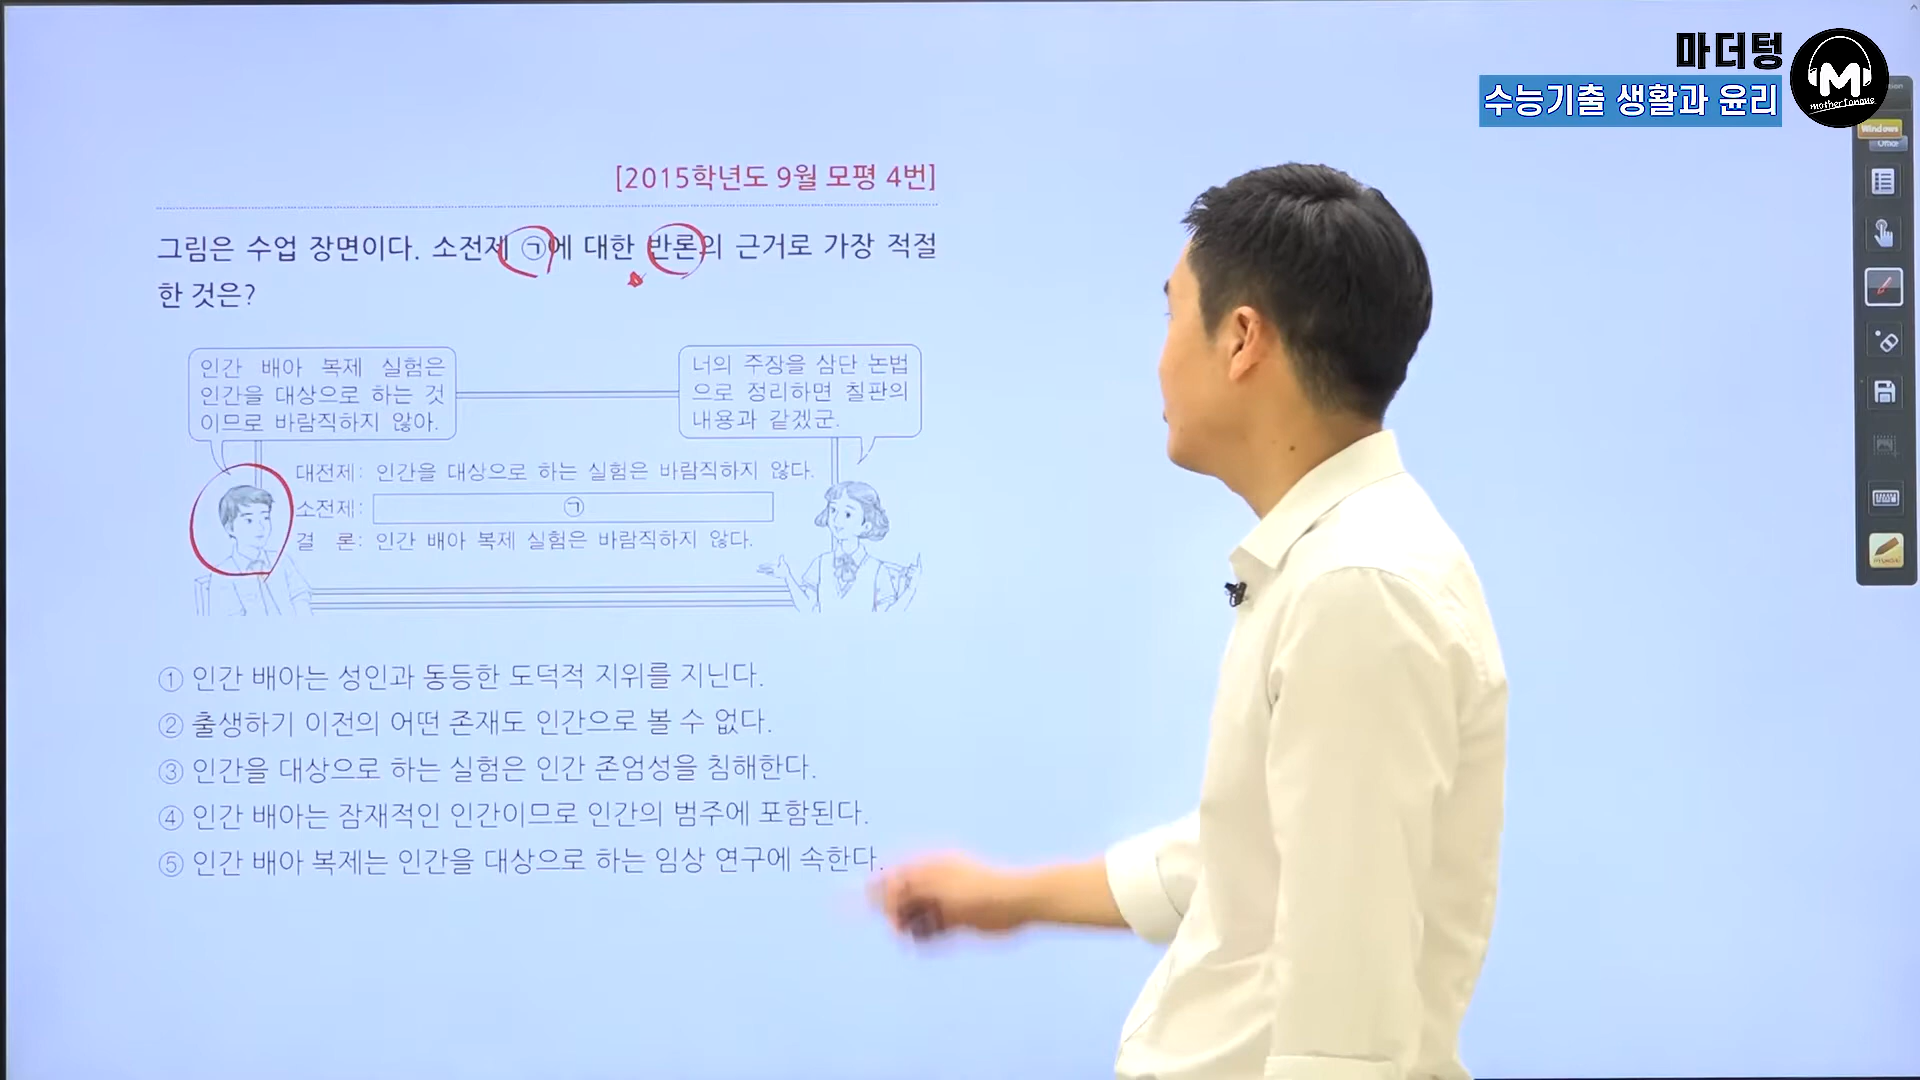 마더텅
수능기출 생활과 윤리
M
mothertongue
Windows
Office
[2015학년도 9월 모평 4번]
그림은 수업 장면이다. 소전제 ㉠에 대한 반론의 근거로 가장 적절
한 것은?
인간 배아 복제 실험은
인간을 대상으로 하는 것
이므로 바람직하지 않아.
너의 주장을 삼단 논법
으로 정리하면 칠판의
내용과 같겠군.
대전제: 인간을 대상으로 하는 실험은 바람직하지 않다.
소전제: ㉠
결 론: 인간 배아 복제 실험은 바람직하지 않다.
① 인간 배아는 성인과 동등한 도덕적 지위를 지닌다.
② 출생하기 이전의 어떤 존재도 인간으로 볼 수 없다.
③ 인간을 대상으로 하는 실험은 인간 존엄성을 침해한다.
④ 인간 배아는 잠재적인 인간이므로 인간의 범주에 포함된다.
⑤ 인간 배아 복제는 인간을 대상으로 하는 임상 연구에 속한다.